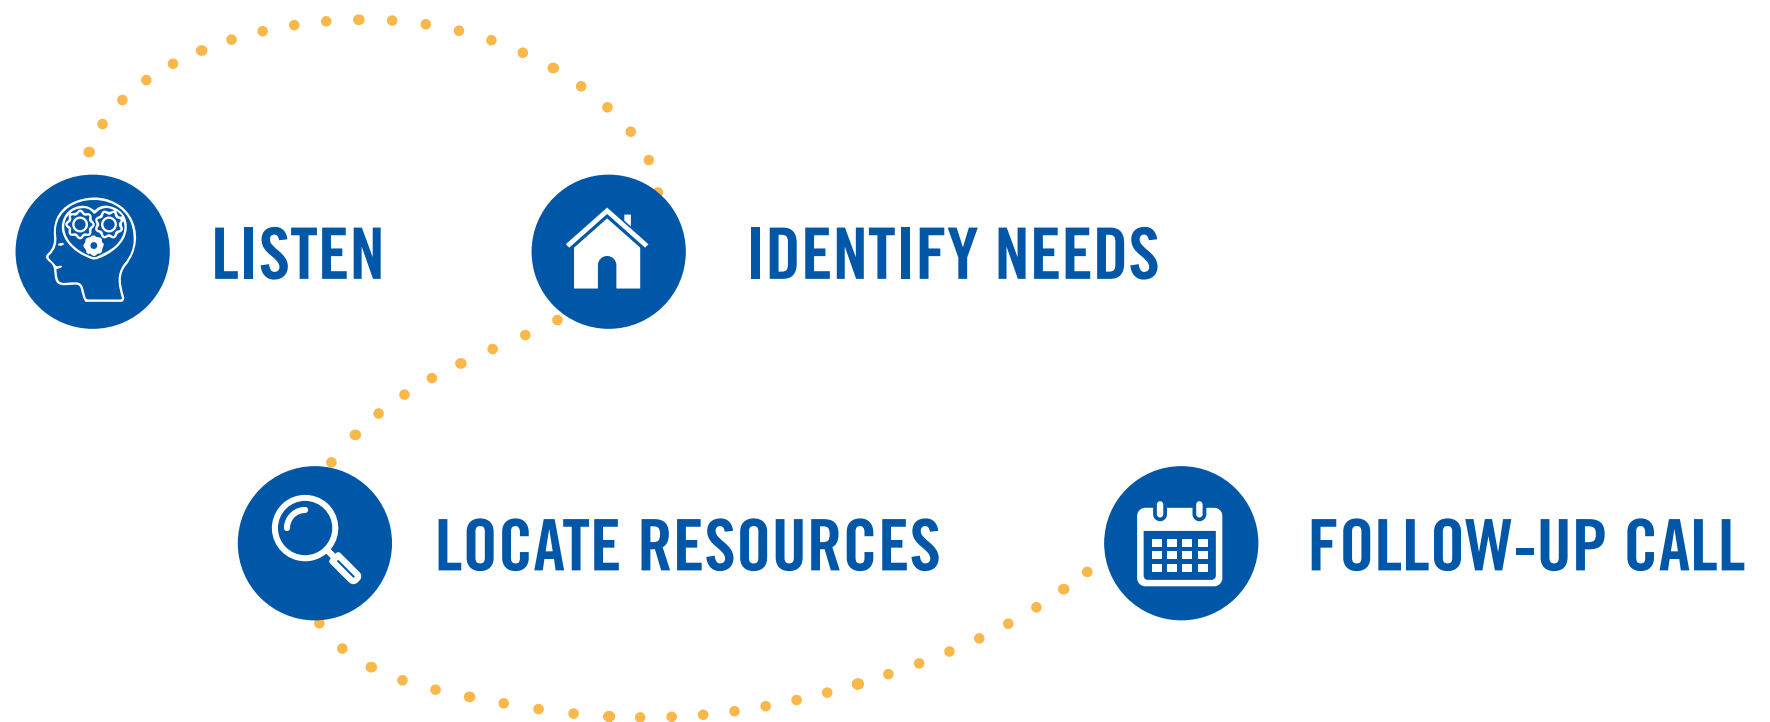 LISTEN
IDENTIFY NEEDS
LOCATE RESOURCES
FOLLOW-UP CALL